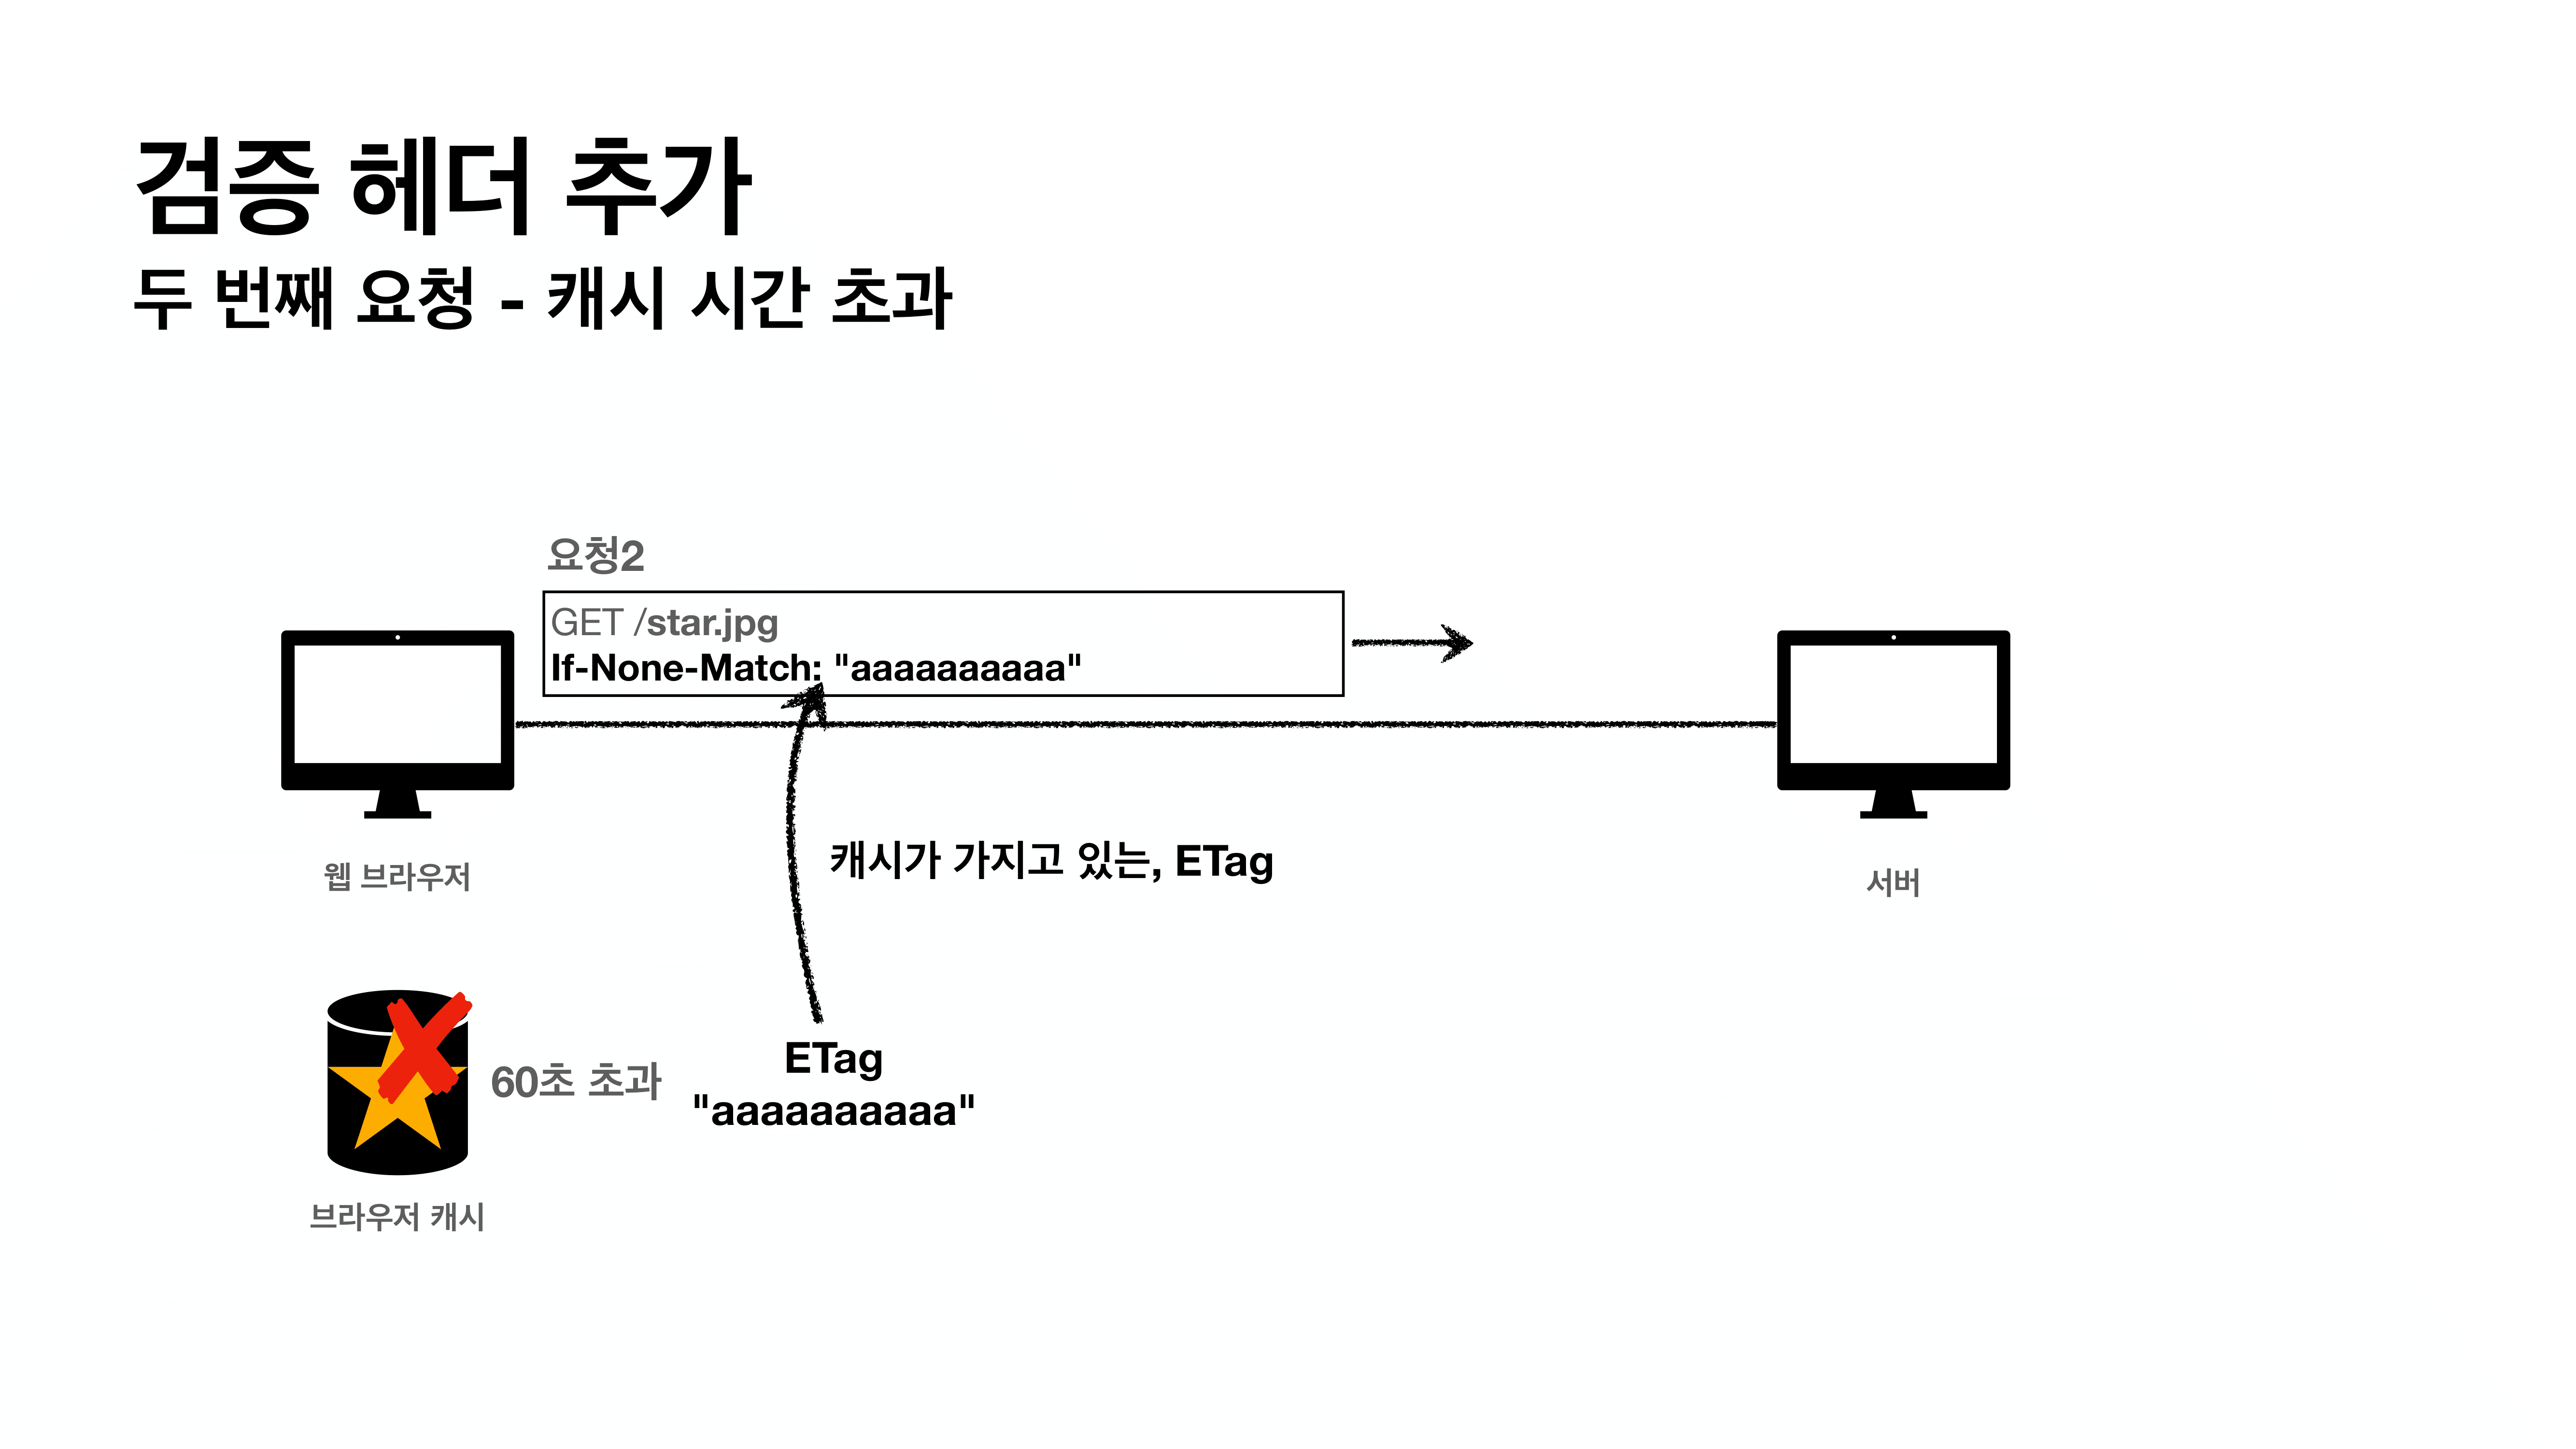 검증 헤더 추가
두 번째 요청 - 캐시 시간 초과
요청2
GET /star.jpg
If-None-Match: "aaaaaaaaaa"
웹 브라우저
캐시가 가지고 있는, ETag
서버
60초 초과
ETag
"aaaaaaaaaa"
브라우저 캐시